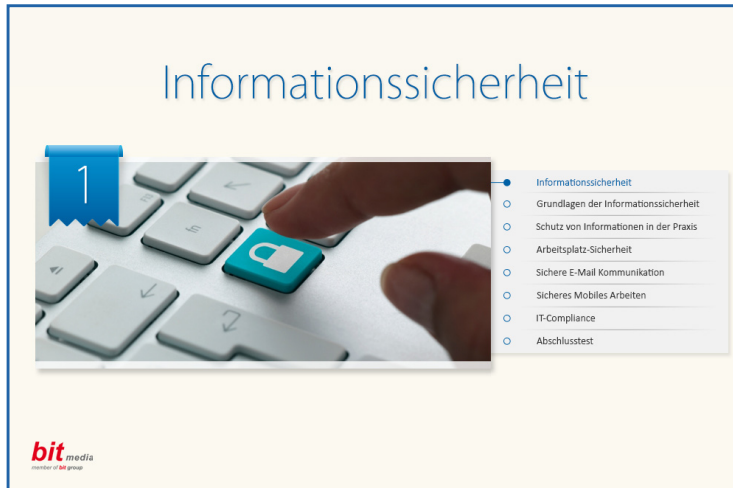 Informationssicherheit
1
Informationssicherheit
Grundlagen der Informationssicherheit
Schutz von Informationen in der Praxis
Arbeitsplatz-Sicherheit
Sichere E-Mail Kommunikation
Sicheres Mobiles Arbeiten
IT-Compliance
Abschlusstest
bit media
member of bit group